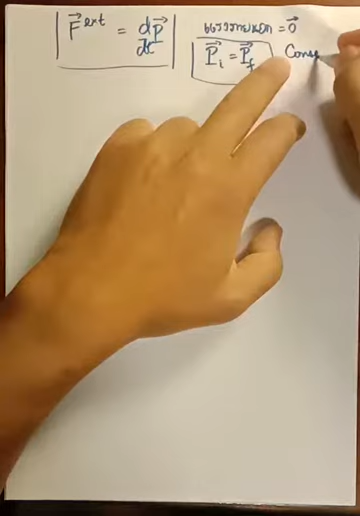 F⃗ᵉˣᵗ = dP⃗/dt
แรงภายนอก = 0⃗
P⃗ᵢ = P⃗f Cons